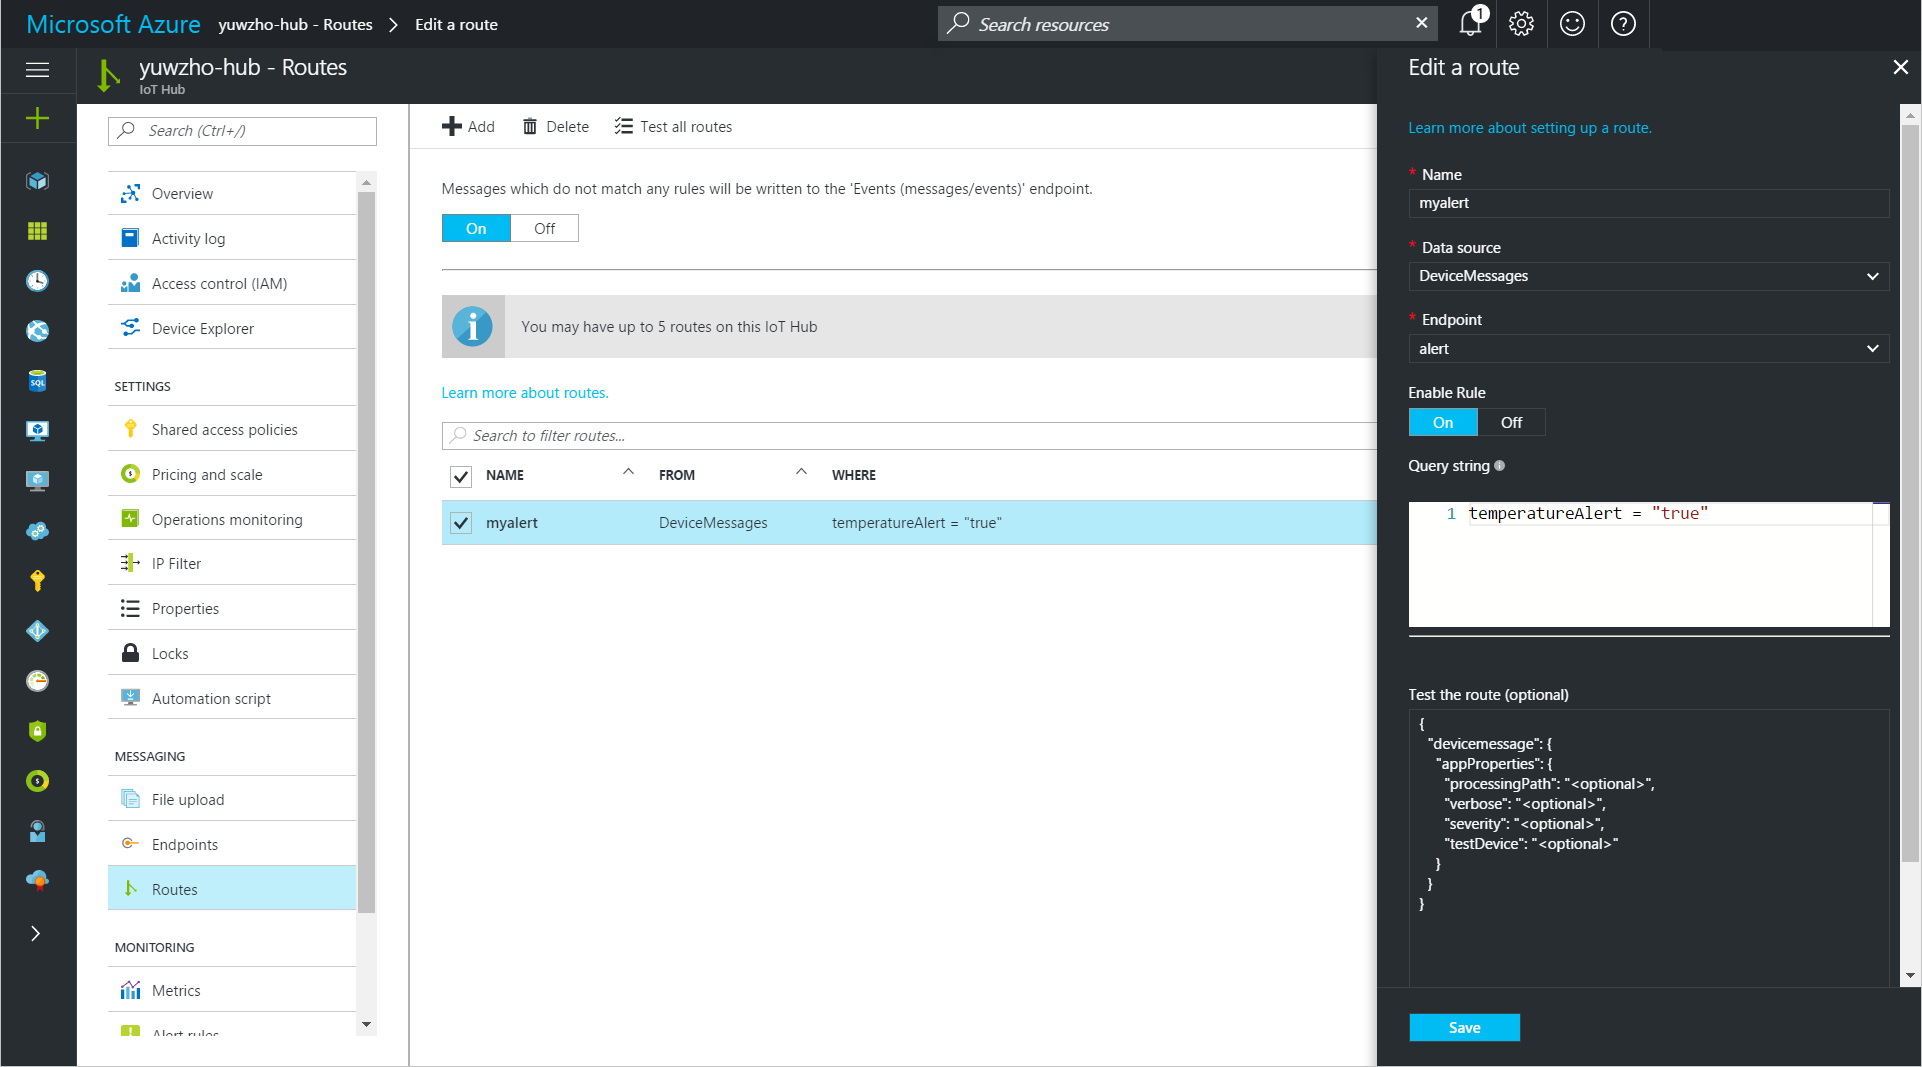 Microsoft Azure
yuwzho-hub - Routes
Edit a route
Search resources
1
yuwzho-hub - Routes
IoT Hub
Search (Ctrl+/)
Overview
Activity log
Access control (IAM)
Device Explorer
SETTINGS
Shared access policies
Pricing and scale
Operations monitoring
IP Filter
Properties
Locks
Automation script
MESSAGING
File upload
Endpoints
Routes
MONITORING
Metrics
Alert rules
Add
Delete
Test all routes
Messages which do not match any rules will be written to the 'Events (messages/events)' endpoint.
On
Off
You may have up to 5 routes on this IoT Hub
Learn more about routes.
Search to filter routes...
NAME
FROM
WHERE
myalert
DeviceMessages
temperatureAlert = "true"
Edit a route
Learn more about setting up a route.
* Name
myalert
* Data source
DeviceMessages
* Endpoint
alert
Enable Rule
On
Off
Query string
1 temperatureAlert = "true"
Test the route (optional)
{
"devicemessage": {
"appProperties": {
"processingPath": "<optional>",
"verbose": "<optional>",
"severity": "<optional>",
"testDevice": "<optional>"
}
}
}
Save
SQL